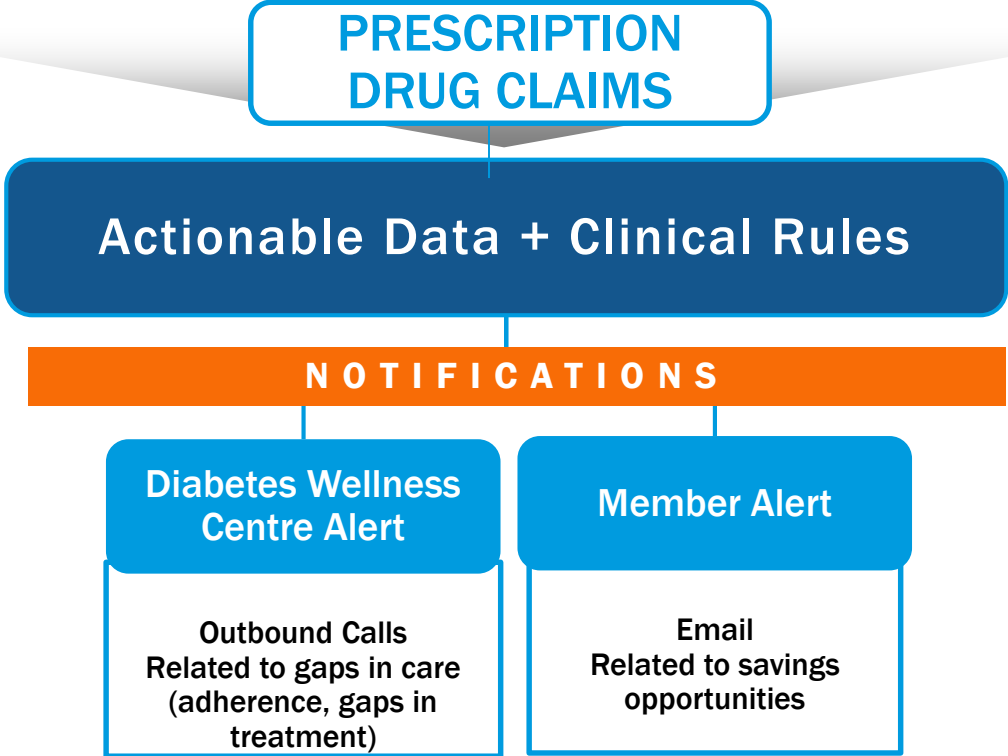 PRESCRIPTION
DRUG CLAIMS
Actionable Data + Clinical Rules
NOTIFICATIONS
Diabetes Wellness
Centre Alert
Outbound Calls
Related to gaps in care
(adherence, gaps in
treatment)
Member Alert
Email
Related to savings
opportunities